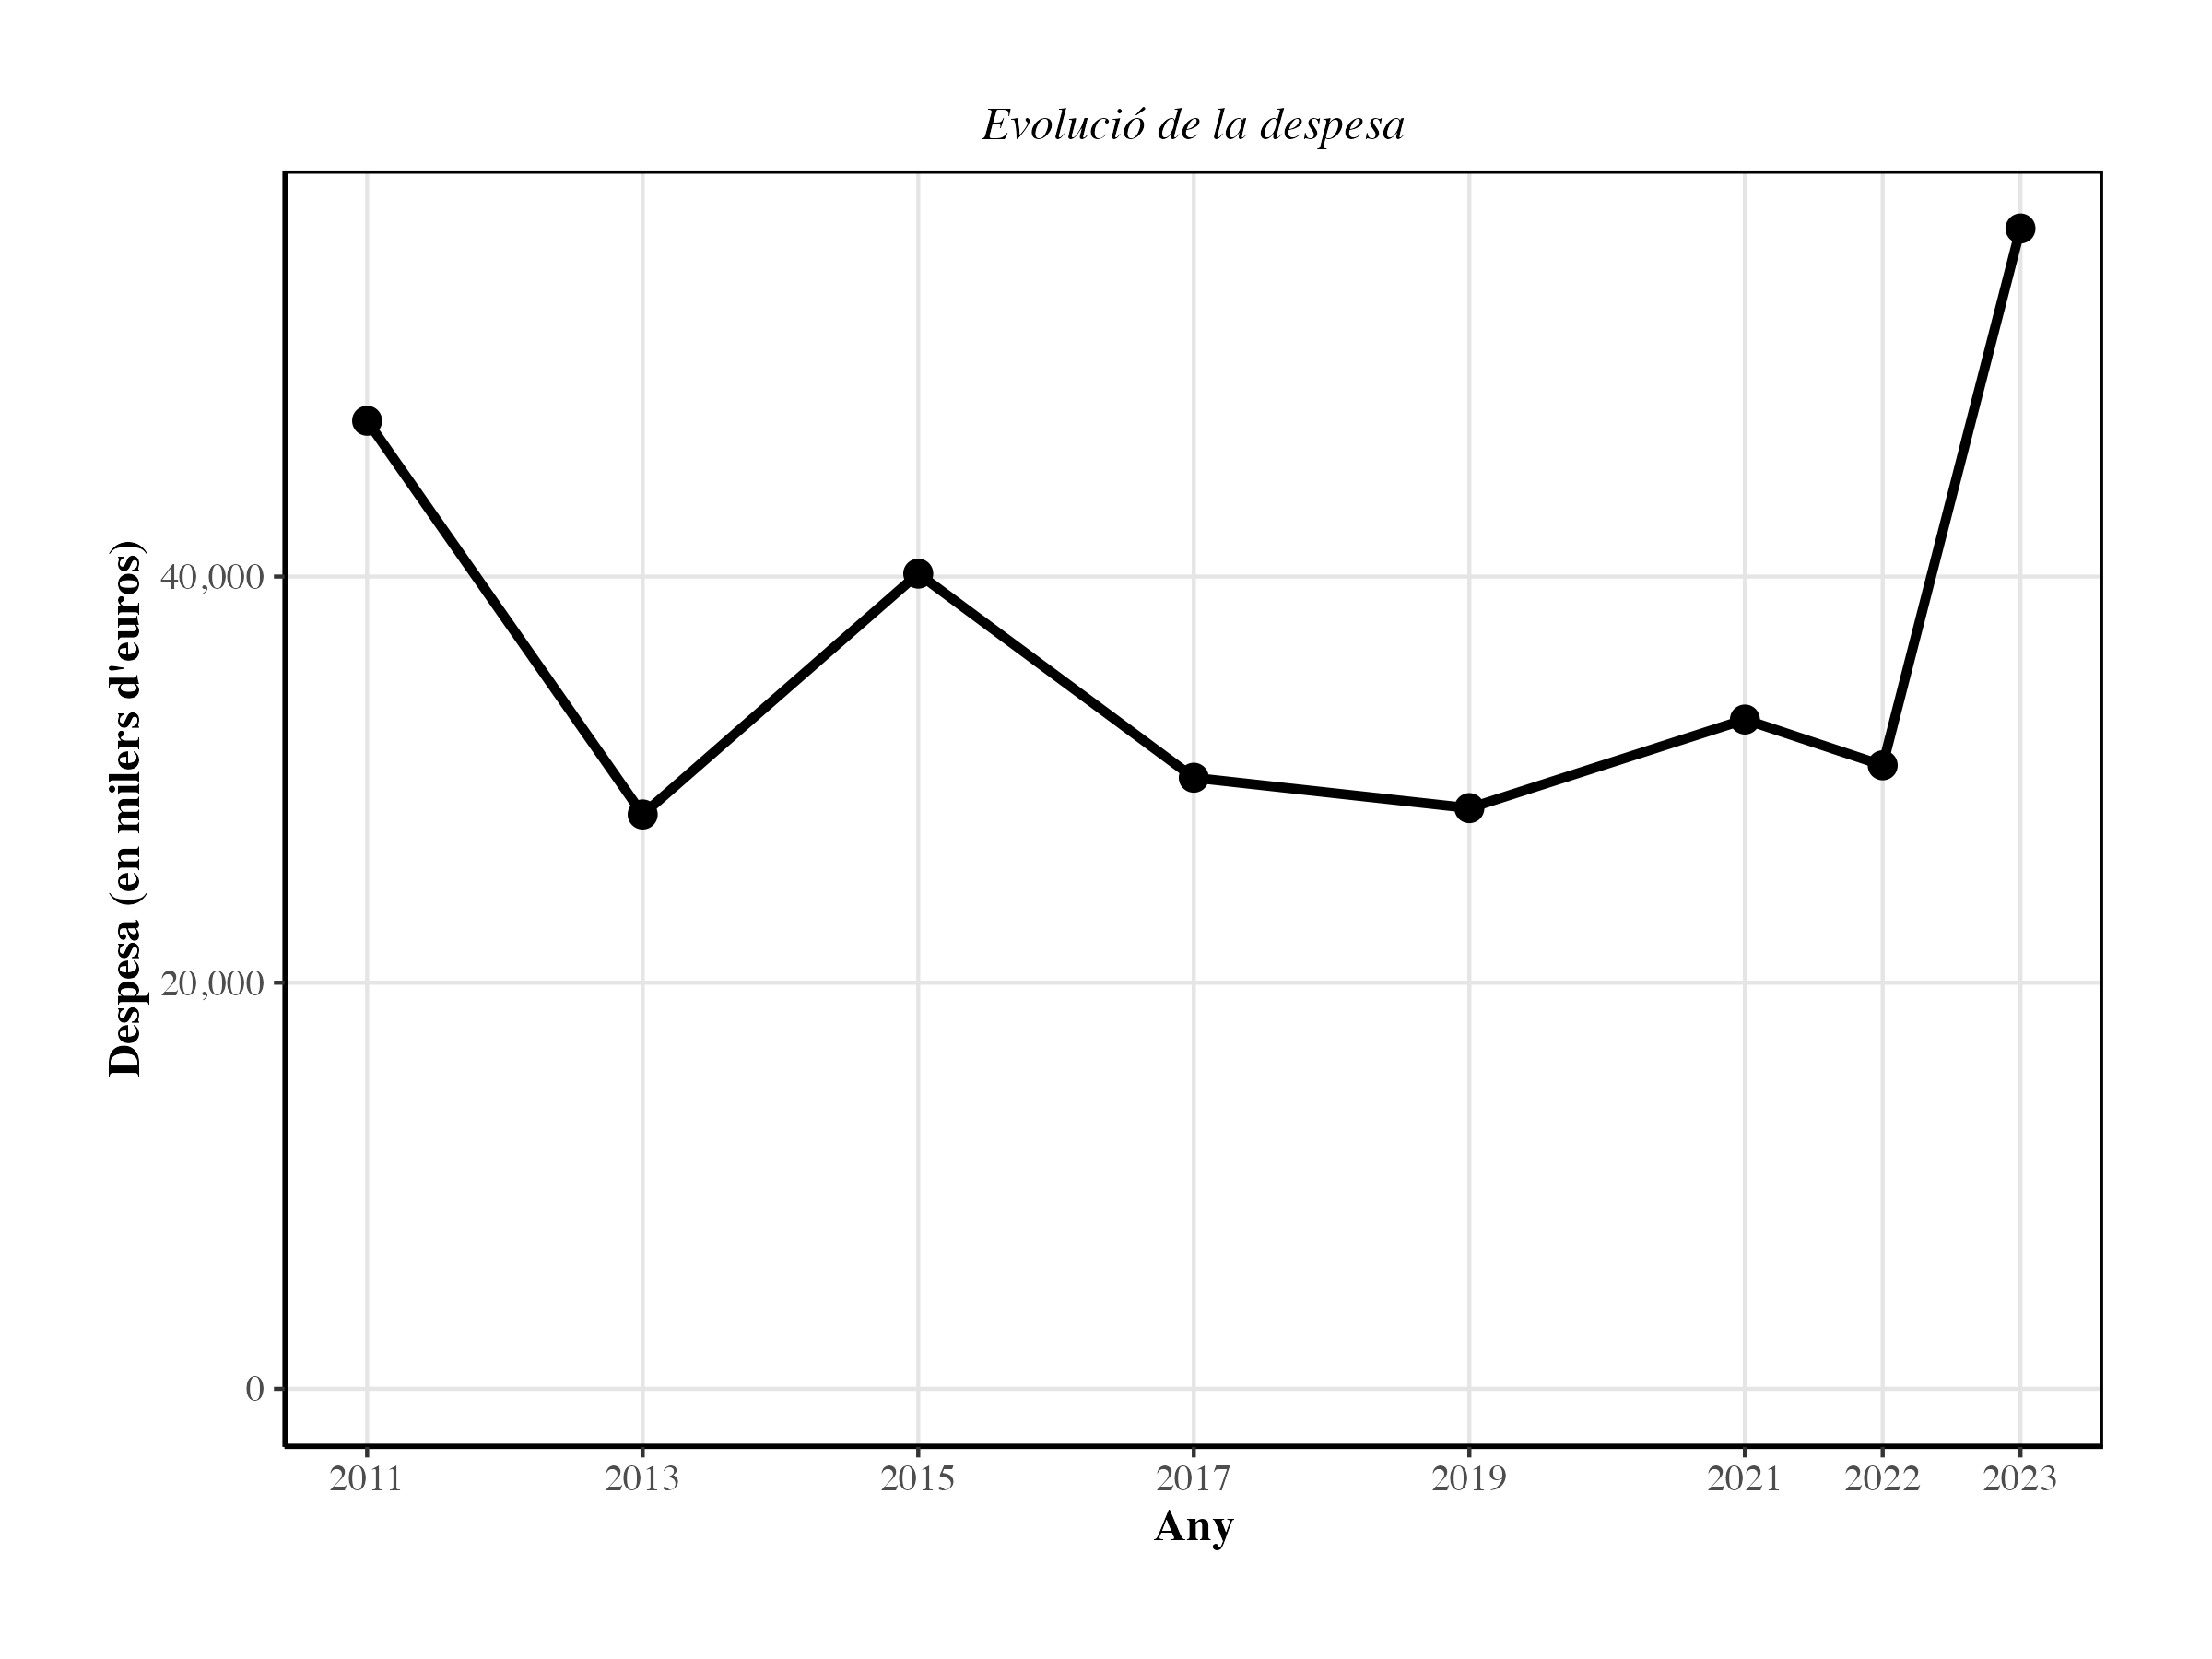 Evolució de la despesa
Despesa (en milers d'euros)
40,000
20,000
0
2011 2013 2015 2017 2019 2021 2022 2023
Any